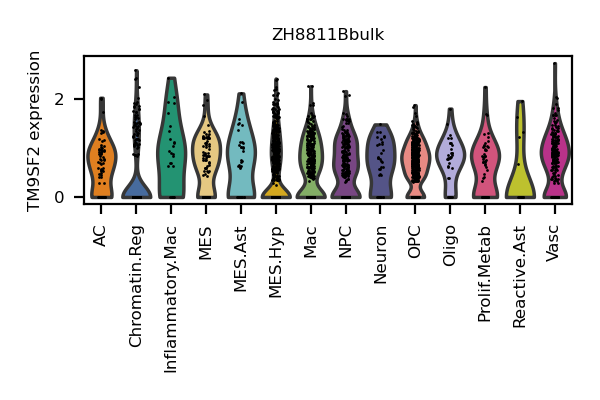 ZH8811Bbulk
TM9SF2 expression
2
0
AC
Chromatin.Reg
Inflammatory.Mac
MES
MES.Ast
MES.Hyp
Mac
NPC
Neuron
OPC
Oligo
Prolif.Metab
Reactive.Ast
Vasc